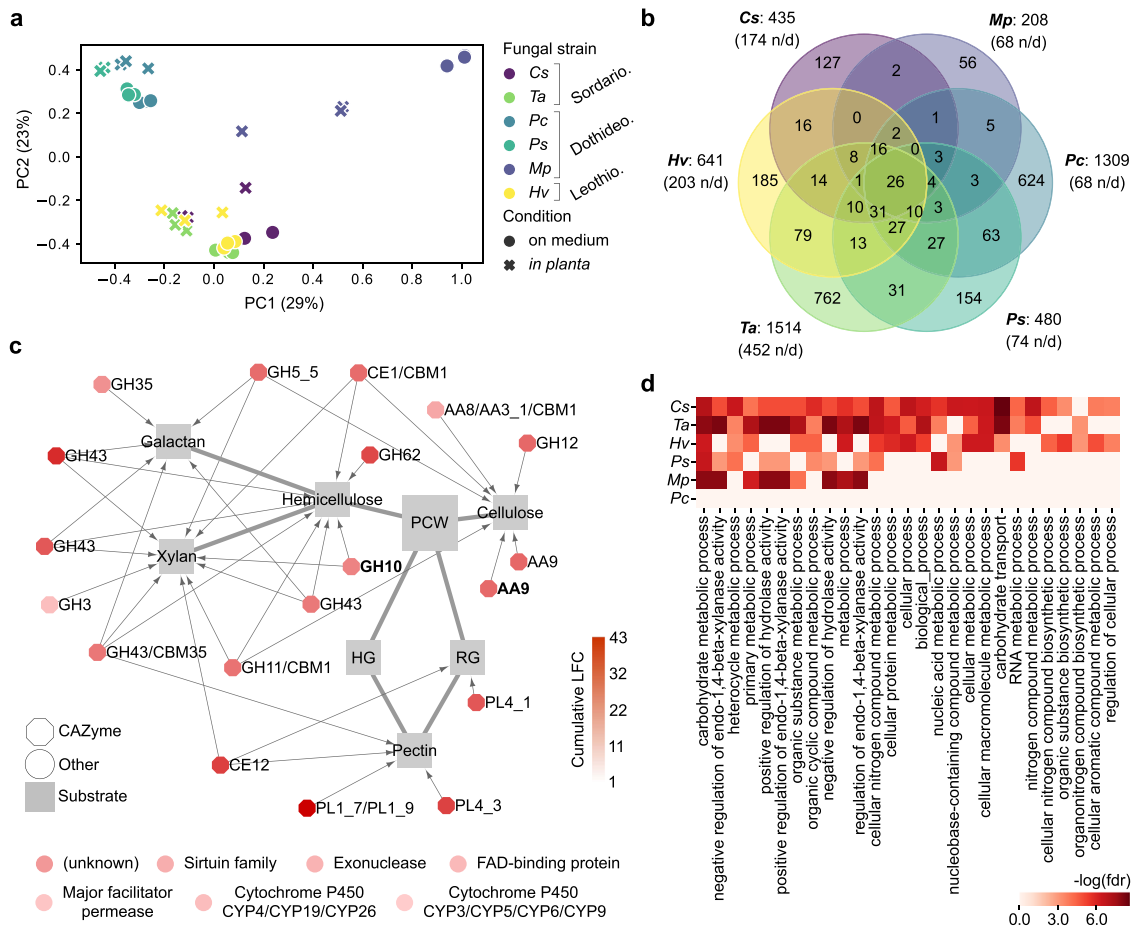 a
0.4
0.2
0.0
−0.2
−0.4
PC2 (23%)
−0.4
−0.2
0.0
0.2
0.4
0.6
0.8
1.0
PC1 (29%)
Fungal strain
Cs
Ta
Pc
Ps
Mp
Hv
Sordario.
Dothideo.
Leothio.
Condition
on medium
in planta
b
Cs: 435
(174 n/d)
Mp: 208
(68 n/d)
Hv: 641
(203 n/d)
Pc: 1309
(68 n/d)
Ta: 1514
(452 n/d)
Ps: 480
(74 n/d)
127
2
56
16
0
2
1
5
8
16
0
3
185
14
1
26
4
3
624
10
31
10
3
79
13
27
27
63
762
31
154
c
GH35
GH5_5
CE1/CBM1
AA8/AA3_1/CBM1
Galactan
GH43
GH62
GH12
Hemicellulose
PCW
Cellulose
GH43
Xylan
GH10
AA9
AA9
GH3
GH43
GH43/CBM35
GH11/CBM1
HG
RG
PL4_1
Pectin
CE12
PL1_7/PL1_9
PL4_3
CAZyme
Other
Substrate
Cumulative LFC
43
32
22
11
1
(unknown)
Sirtuin family
Exonuclease
FAD-binding protein
Major facilitator
permease
Cytochrome P450
CYP4/CYP19/CYP26
Cytochrome P450
CYP3/CYP5/CYP6/CYP9
d
Cs
Ta
Hv
Ps
Mp
Pc
carbohydrate metabolic process
negative regulation of endo-1,4-beta-xylanase activity
heterocycle metabolic process
primary metabolic process
positive regulation of hydrolase activity
positive regulation of endo-1,4-beta-xylanase activity
organic substance metabolic process
organic cyclic compound metabolic process
negative regulation of hydrolase activity
metabolic process
regulation of endo-1,4-beta-xylanase activity
cellular nitrogen compound metabolic process
cellular protein metabolic process
cellular process
biological_process
nucleic acid metabolic process
nucleobase-containing compound metabolic process
cellular metabolic process
cellular macromolecule metabolic process
carbohydrate transport
RNA metabolic process
nitrogen compound metabolic process
cellular nitrogen compound biosynthetic process
organic substance biosynthetic process
organonitrogen compound biosynthetic process
cellular aromatic compound metabolic process
regulation of cellular process
-log(fdr)
0.0
3.0
6.0